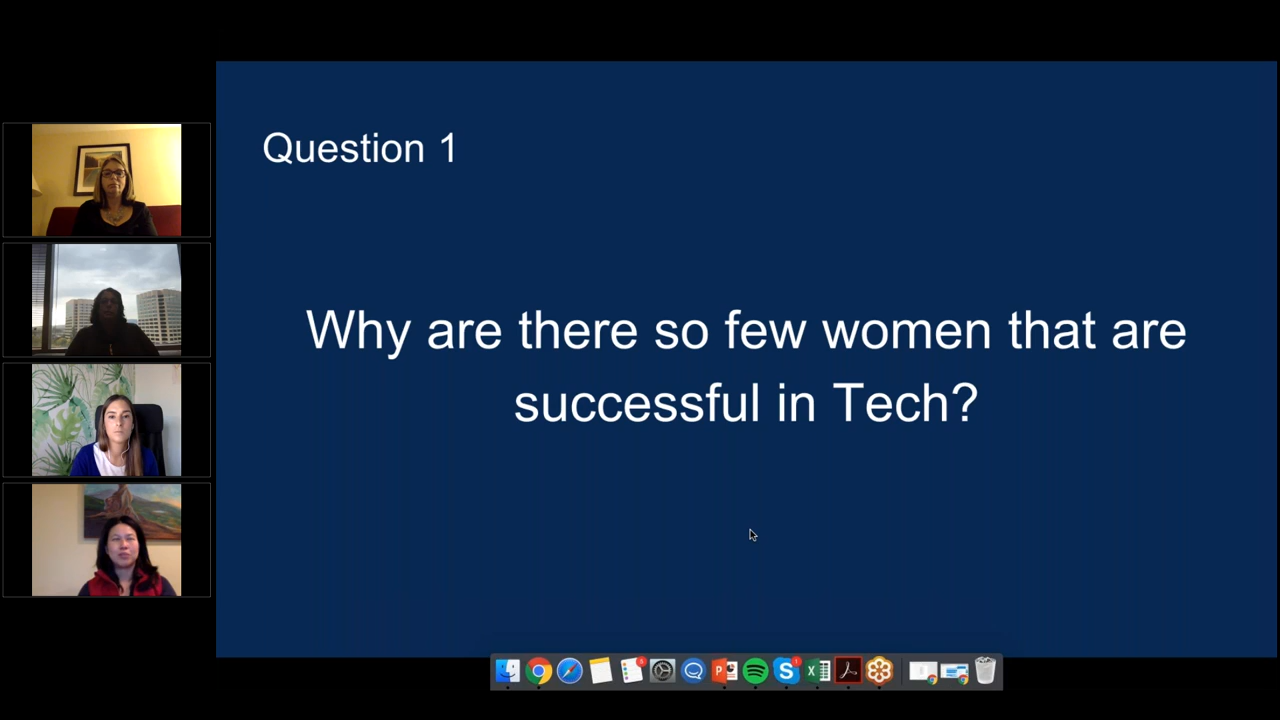 Question 1
Why are there so few women that are
successful in Tech?